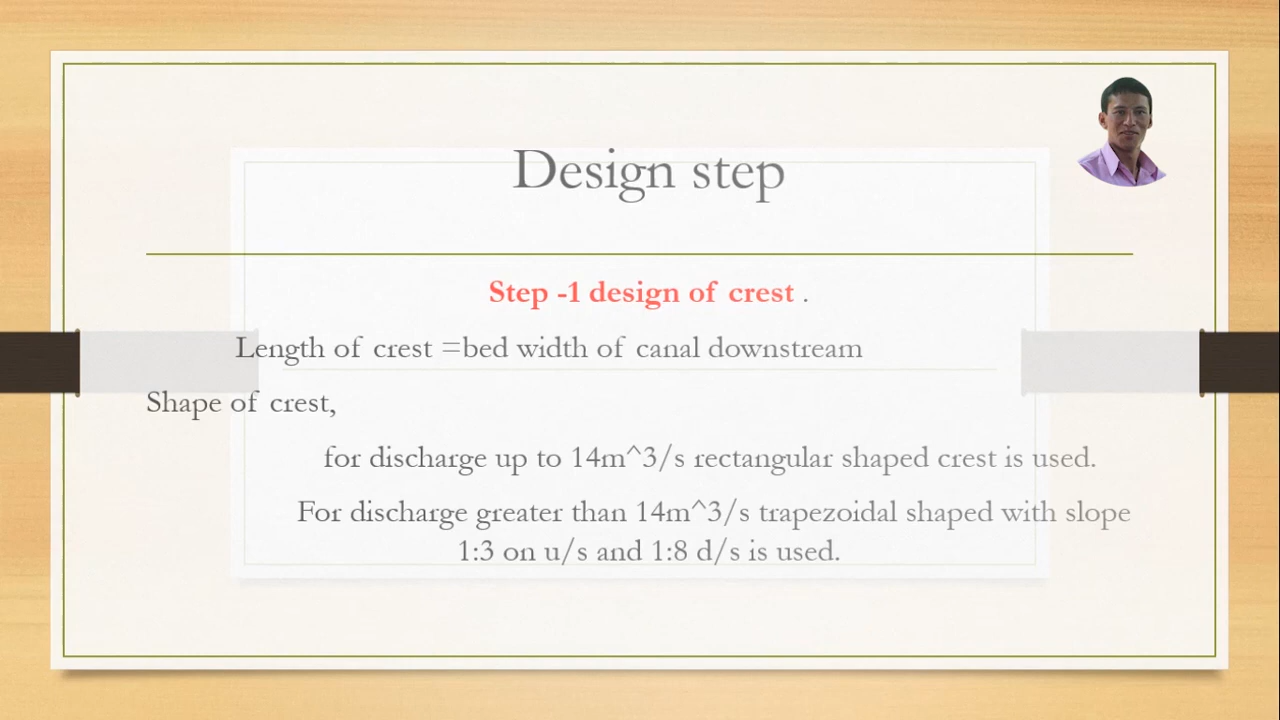 Design step
Step -1 design of crest .
Length of crest =bed width of canal downstream
Shape of crest,
for discharge up to 14m^3/s rectangular shaped crest is used.
For discharge greater than 14m^3/s trapezoidal shaped with slope
1:3 on u/s and 1:8 d/s is used.